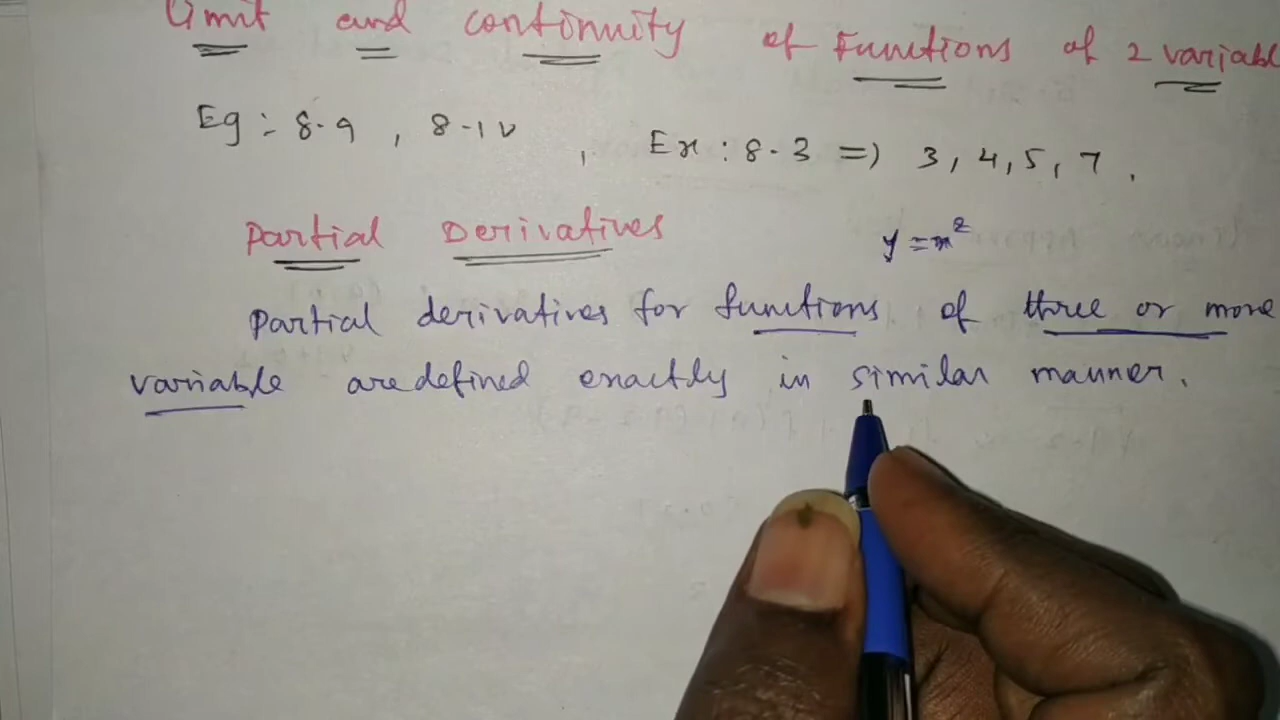 Limit and continuity of Functions of 2 variabl
Eg : 8.9 , 8.10 , Ex : 8.3 => 3, 4, 5, 7.
Partial Derivatives
y = x²
Partial derivatives for functions of three or more
variable are defined exactly in similar manner.